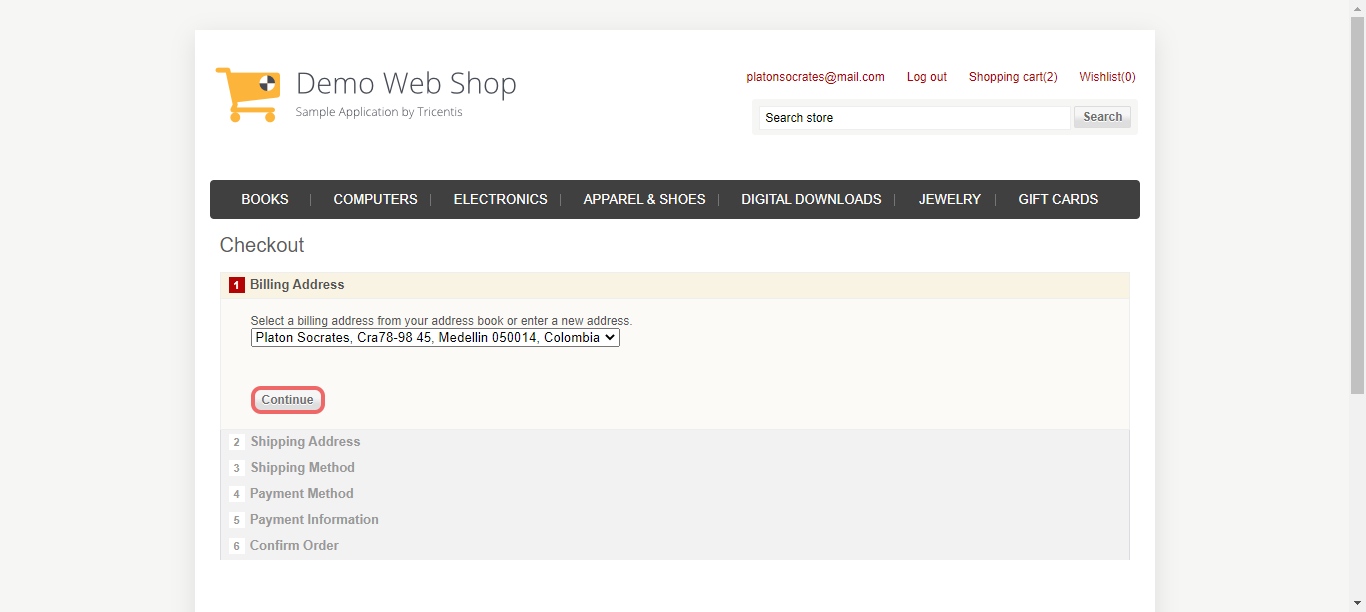 Demo Web Shop
Sample Application by Tricentis
platonsocrates@mail.com Log out Shopping cart(2) Wishlist(0)
Search store Search
BOOKS COMPUTERS ELECTRONICS APPAREL & SHOES DIGITAL DOWNLOADS JEWELRY GIFT CARDS
Checkout
1 Billing Address
Select a billing address from your address book or enter a new address.
Platon Socrates, Cra78-98 45, Medellin 050014, Colombia
Continue
2 Shipping Address
3 Shipping Method
4 Payment Method
5 Payment Information
6 Confirm Order